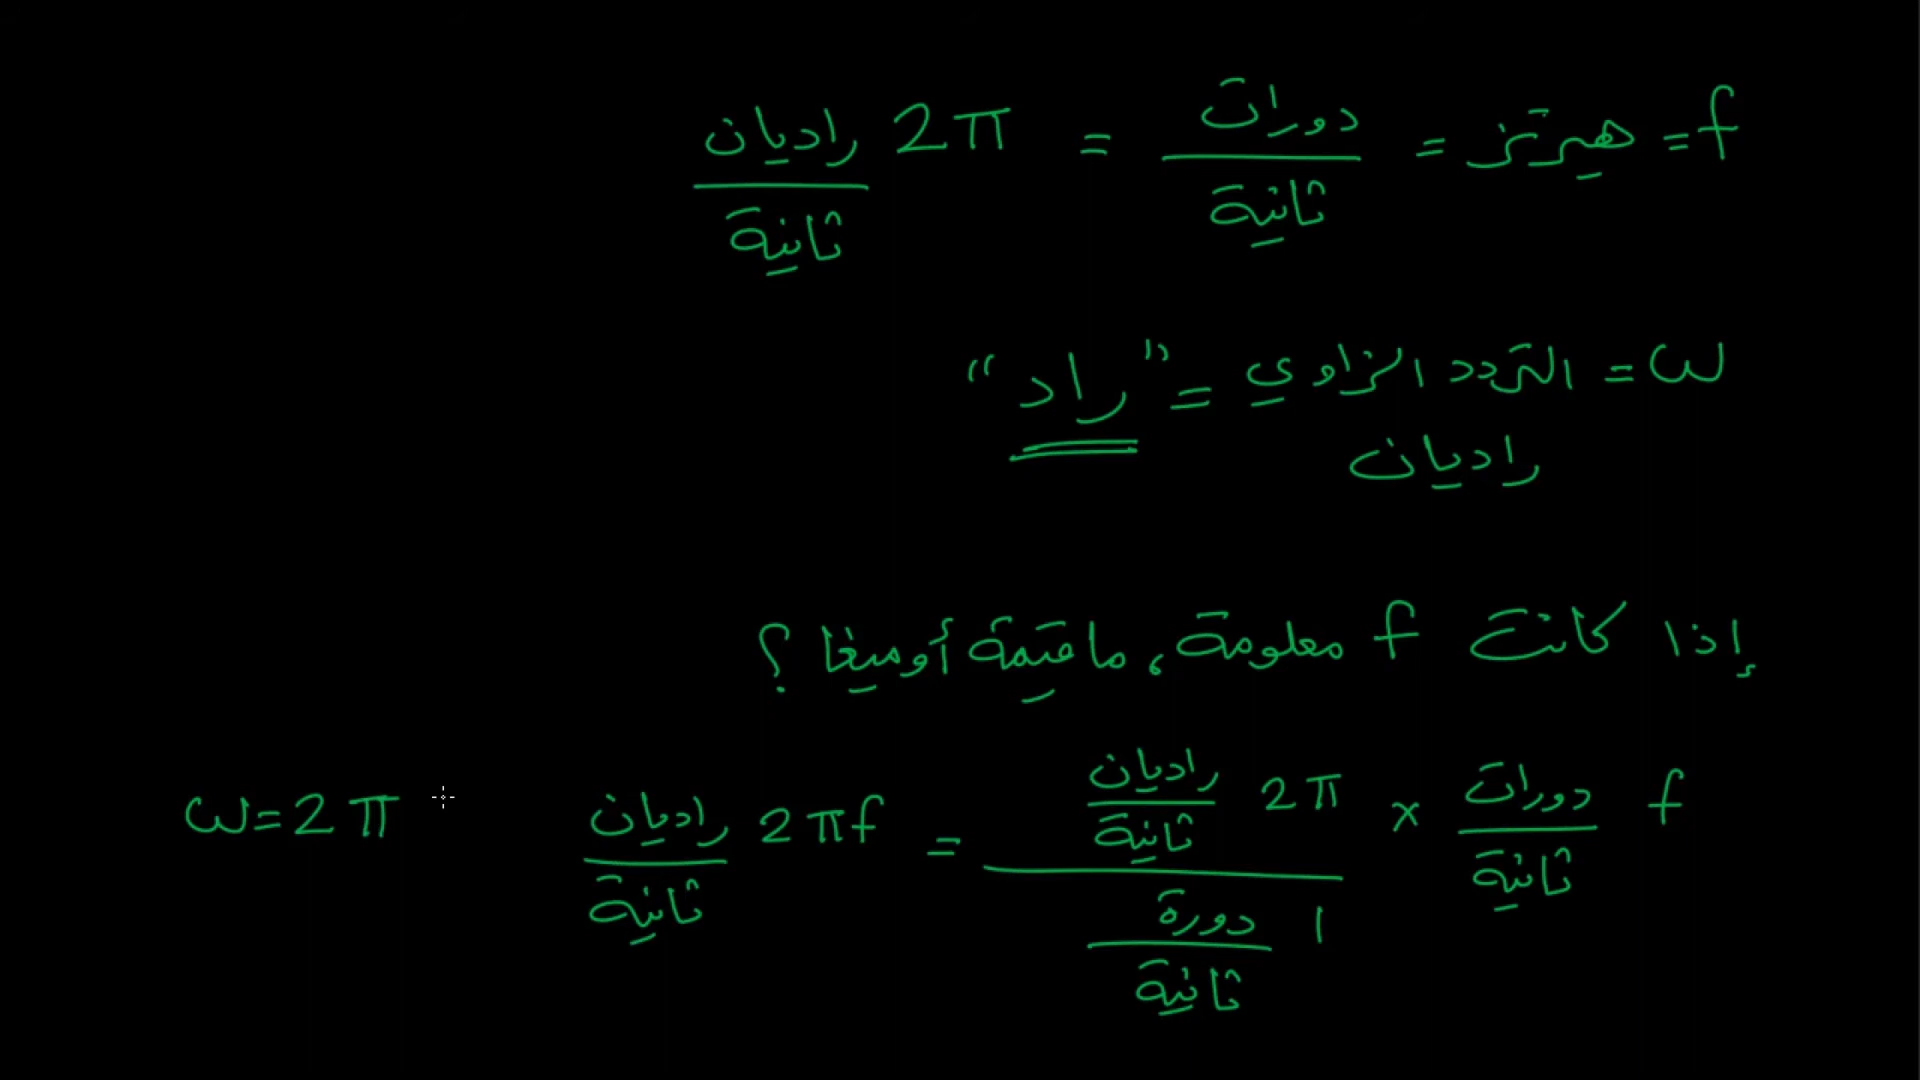 f = هيرتز = دورات / ثانية = 2π راديان / ثانية
ω = التردد الزاوي = "راد"
راديان
إذا كانت f معلومة، ما قيمة أوميغا؟
f دورات / ثانية × 2π راديان / ثانية / 1 دورة / ثانية = 2πf راديان / ثانية
ω=2π